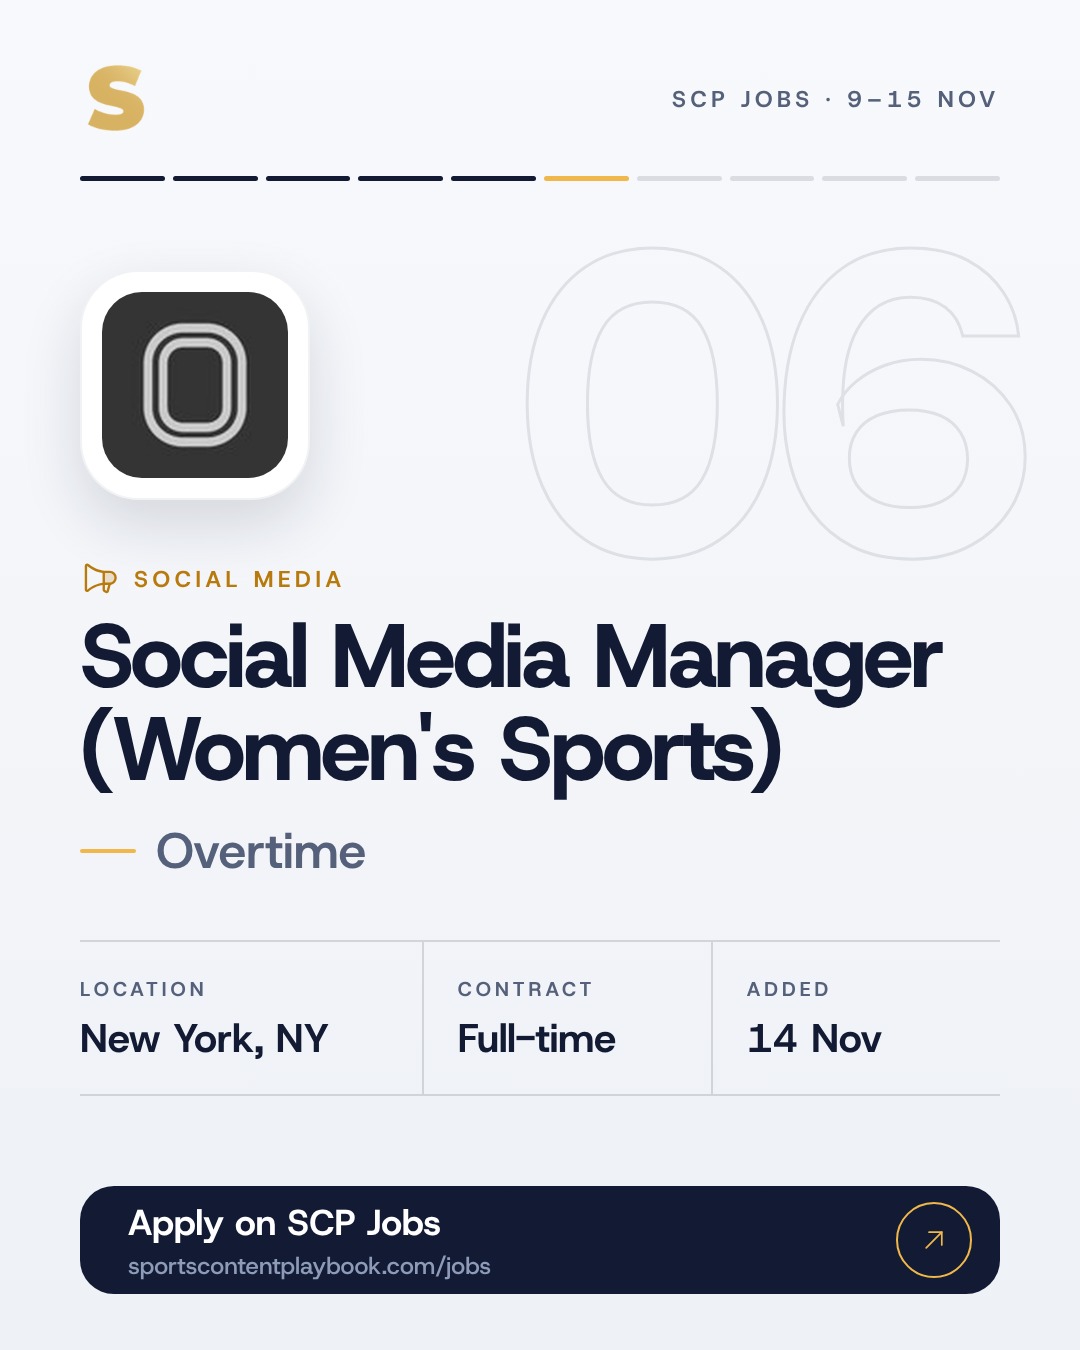 S
SCP JOBS · 9–15 NOV
06
SOCIAL MEDIA
Social Media Manager
(Women's Sports)
Overtime
LOCATION
New York, NY
CONTRACT
Full-time
ADDED
14 Nov
Apply on SCP Jobs
sportscontentplaybook.com/jobs